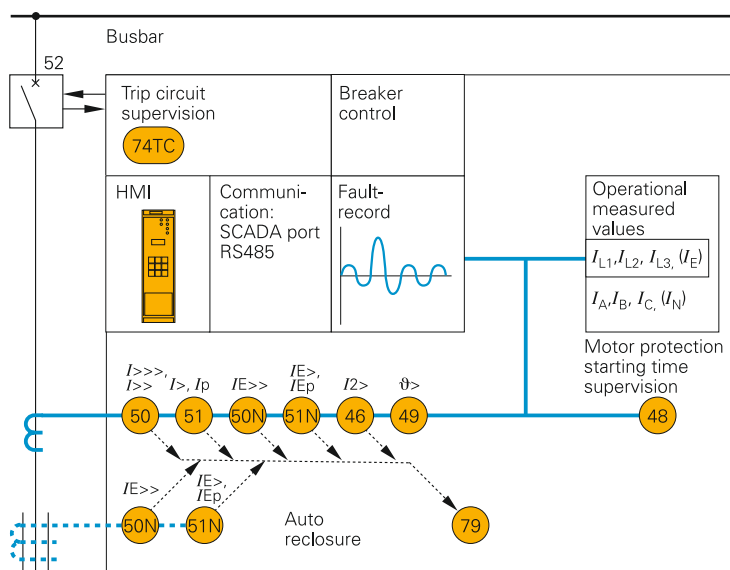 Busbar
52
Trip circuit
supervision
74TC
Breaker
control
HMI
Communi-
cation:
SCADA port
RS485
Fault-
record
Operational
measured
values
IL1,IL2, IL3, (IE)
IA,IB, IC, (IN)
Motor protection
starting time
supervision
I>>>,
I>>
I>, Ip
IE>>
IE>,
IEp
I2>
ϑ>
50
51
50N
51N
46
49
48
IE>>
IE>,
IEp
50N
51N
Auto
reclosure
79